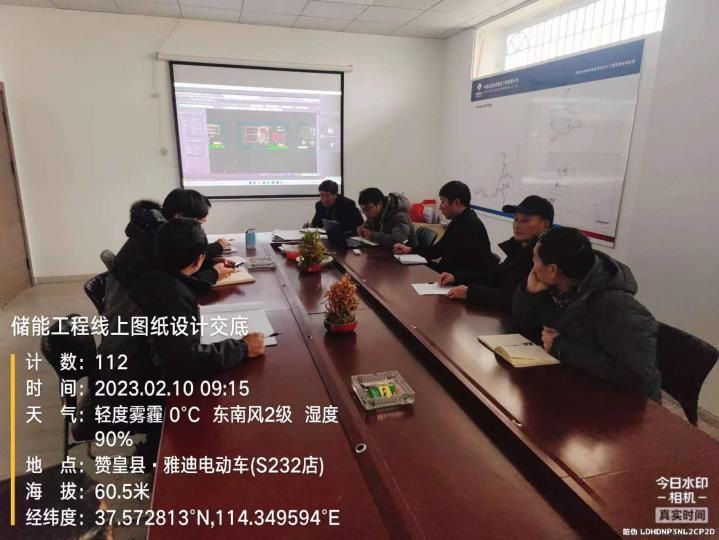 储能工程线上图纸设计交底
计 数: 112
时 间: 2023.02.10 09:15
天 气: 轻度雾霾 0℃ 东南风2级 湿度
90%
地 点: 赞皇县·雅迪电动车(S232店)
海 拔: 60.5米
经纬度: 37.572813°N,114.349594°E
今日水印
-相机-
真实时间
防伪 LDHDNP3NL2CP2D